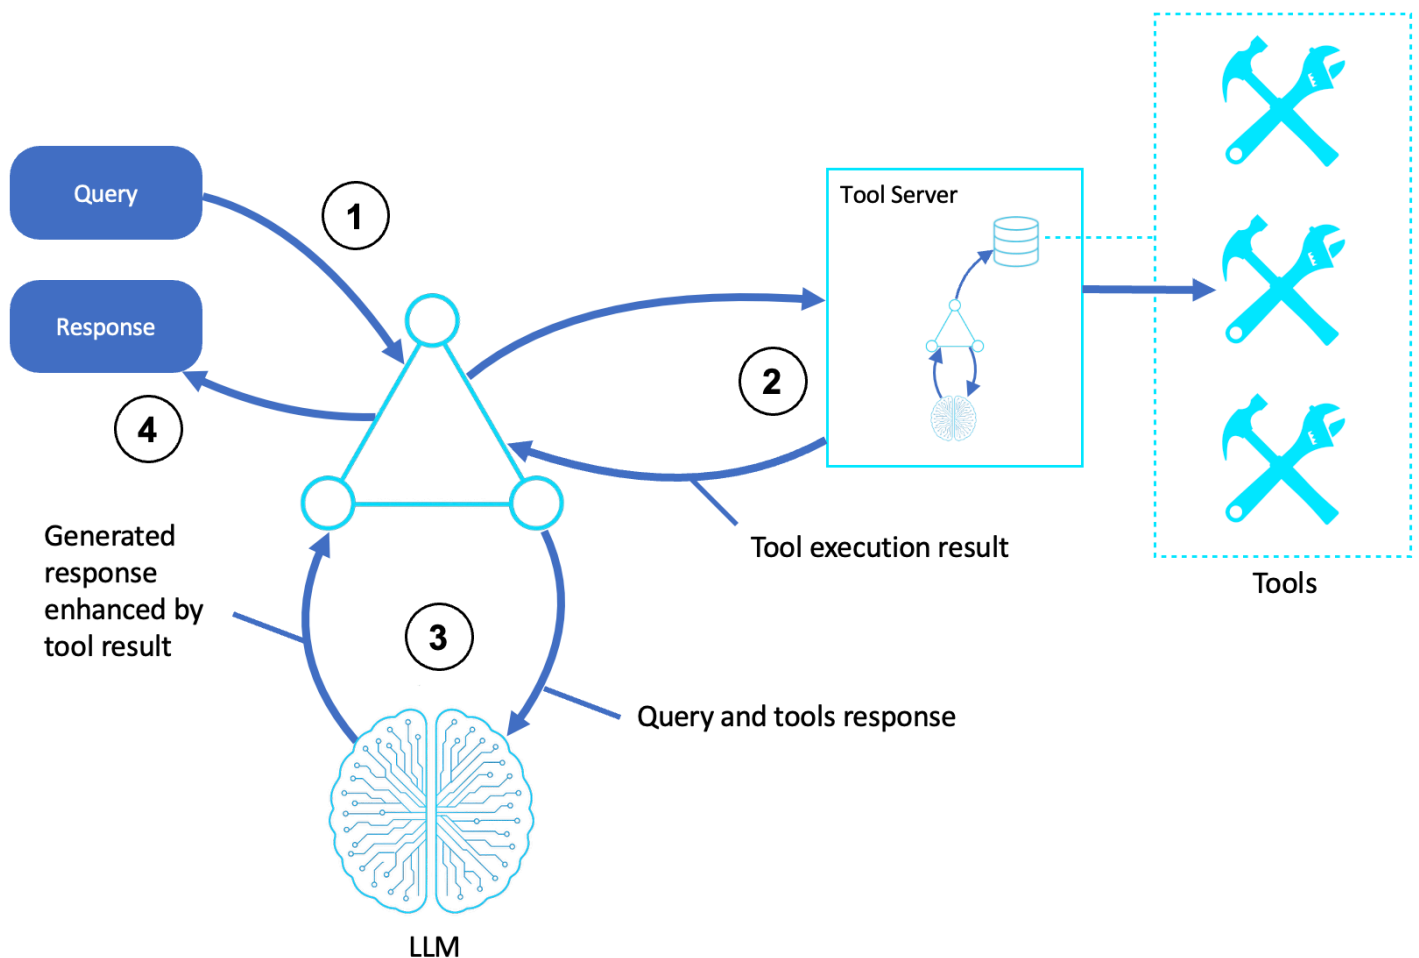 Query
1
Tool Server
Response
2
4
Generated
response
enhanced by
tool result
Tool execution result
Tools
3
Query and tools response
LLM